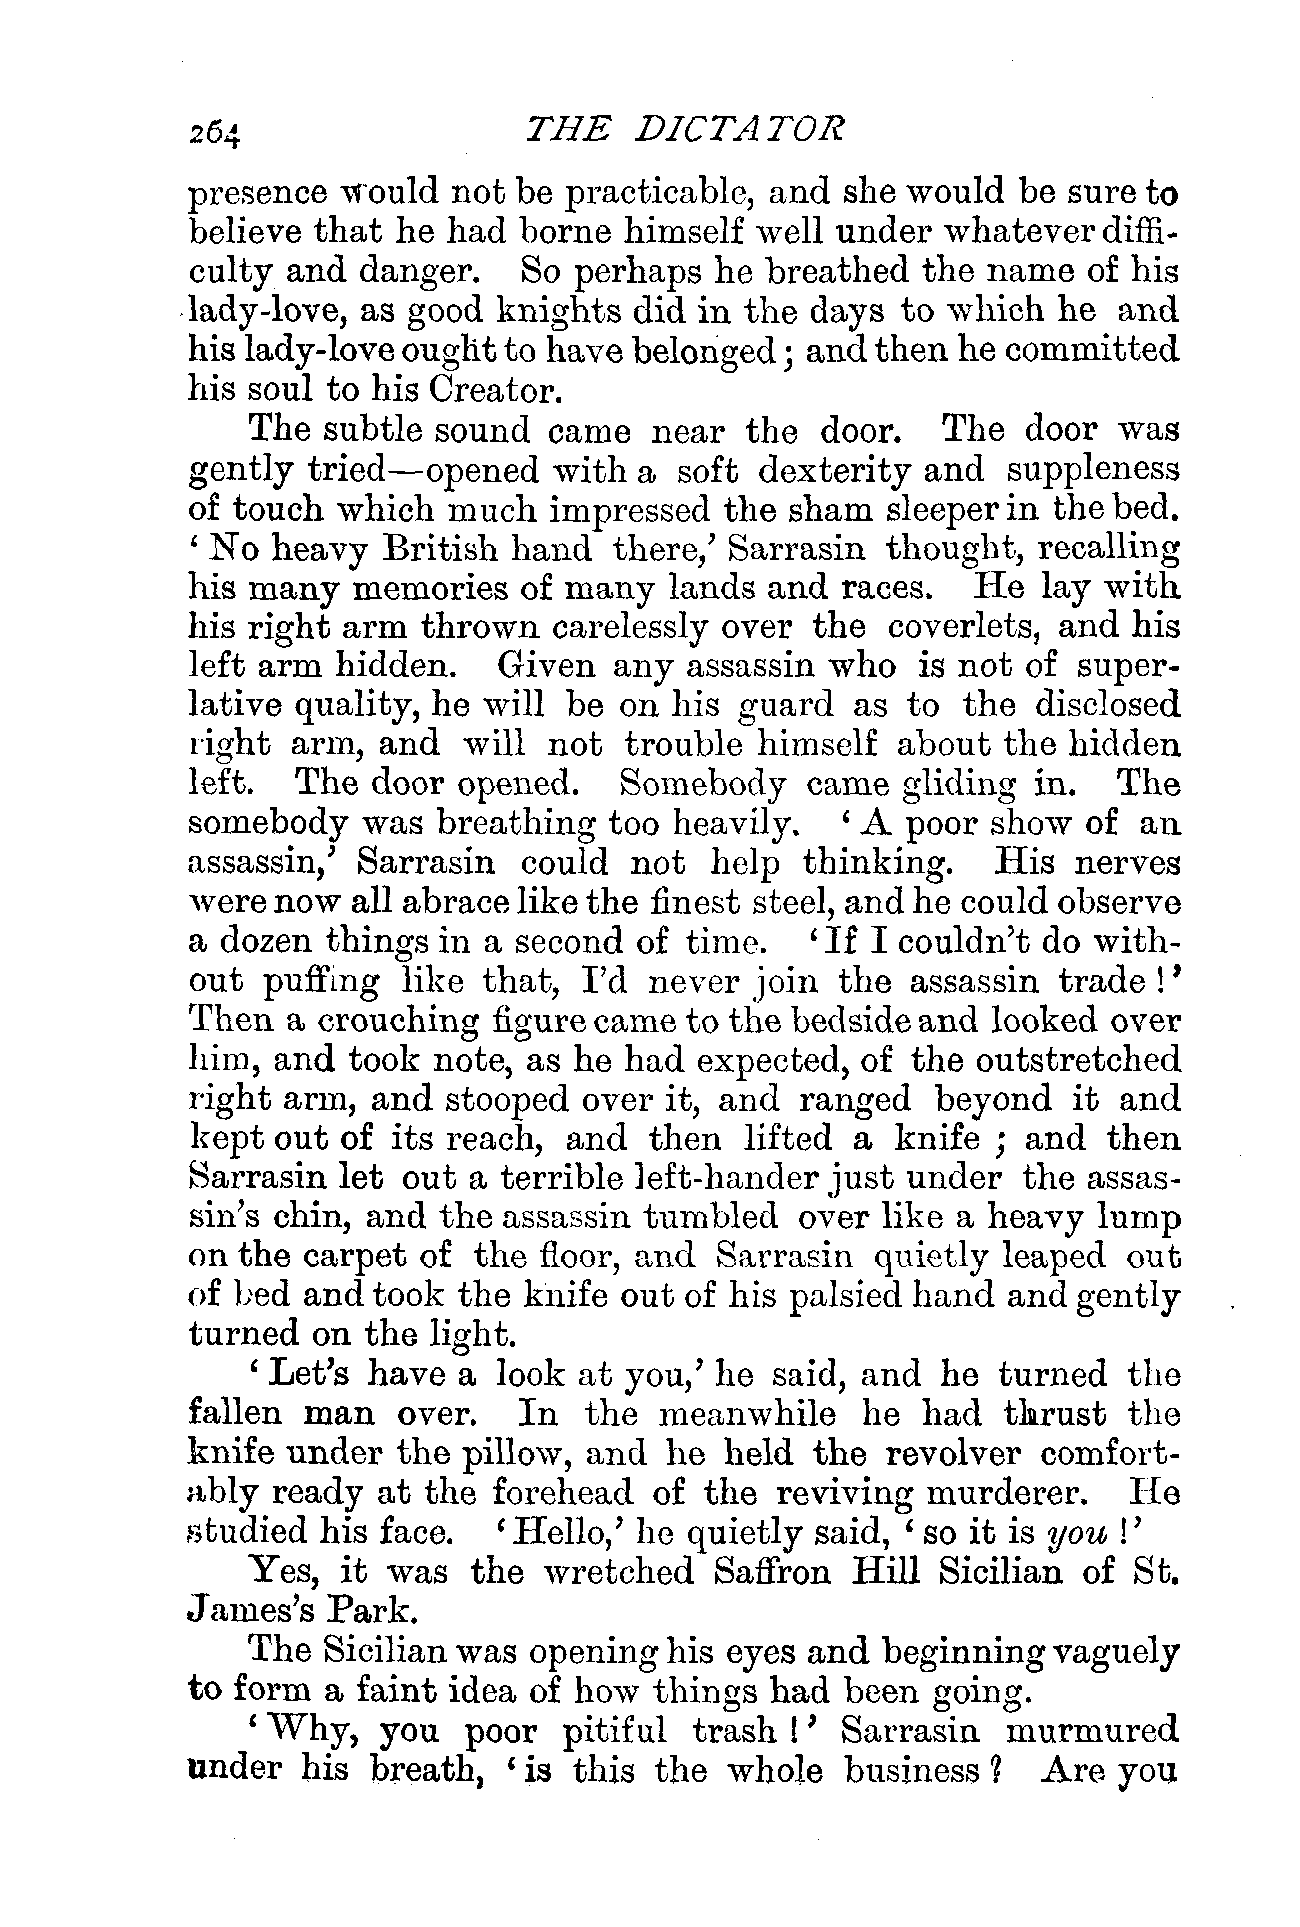 264 THE DICTATOR
presence would not be practicable, and she would be sure to
believe that he had borne himself well under whatever diffi-
culty and danger. So perhaps he breathed the name of his
lady-love, as good knights did in the days to which he and
his lady-love ought to have belonged; and then he committed
his soul to his Creator.
The subtle sound came near the door. The door was
gently tried—opened with a soft dexterity and suppleness
of touch which much impressed the sham sleeper in the bed.
‘No heavy British hand there,’ Sarrasin thought, recalling
his many memories of many lands and races. He lay with
his right arm thrown carelessly over the coverlets, and his
left arm hidden. Given any assassin who is not of super-
lative quality, he will be on his guard as to the disclosed
right arm, and will not trouble himself about the hidden
left. The door opened. Somebody came gliding in. The
somebody was breathing too heavily. ‘A poor show of an
assassin,’ Sarrasin could not help thinking. His nerves
were now all abrace like the finest steel, and he could observe
a dozen things in a second of time. ‘If I couldn’t do with-
out puffing like that, I’d never join the assassin trade!’
Then a crouching figure came to the bedside and looked over
him, and took note, as he had expected, of the outstretched
right arm, and stooped over it, and ranged beyond it and
kept out of its reach, and then lifted a knife; and then
Sarrasin let out a terrible left-hander just under the assas-
sin’s chin, and the assassin tumbled over like a heavy lump
on the carpet of the floor, and Sarrasin quietly leaped out
of bed and took the knife out of his palsied hand and gently
turned on the light.
‘Let’s have a look at you,’ he said, and he turned the
fallen man over. In the meanwhile he had thrust the
knife under the pillow, and he held the revolver comfort-
ably ready at the forehead of the reviving murderer. He
studied his face. ‘Hello,’ he quietly said, ‘so it is you!’
Yes, it was the wretched Saffron Hill Sicilian of St.
James’s Park.
The Sicilian was opening his eyes and beginning vaguely
to form a faint idea of how things had been going.
‘Why, you poor pitiful trash!’ Sarrasin murmured
under his breath, ‘is this the whole business? Are you